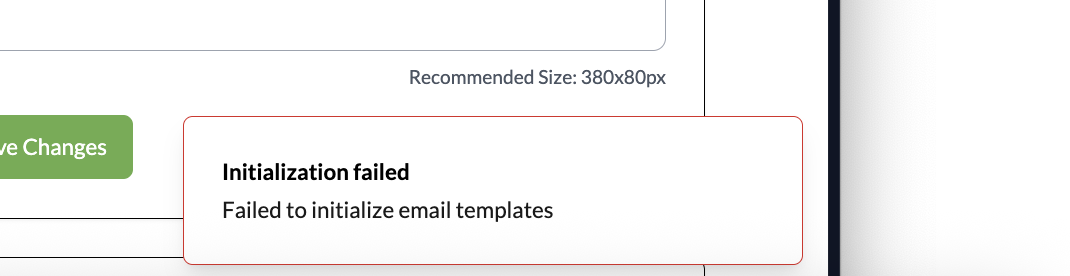 Recommended Size: 380x80px
ve Changes
Initialization failed
Failed to initialize email templates